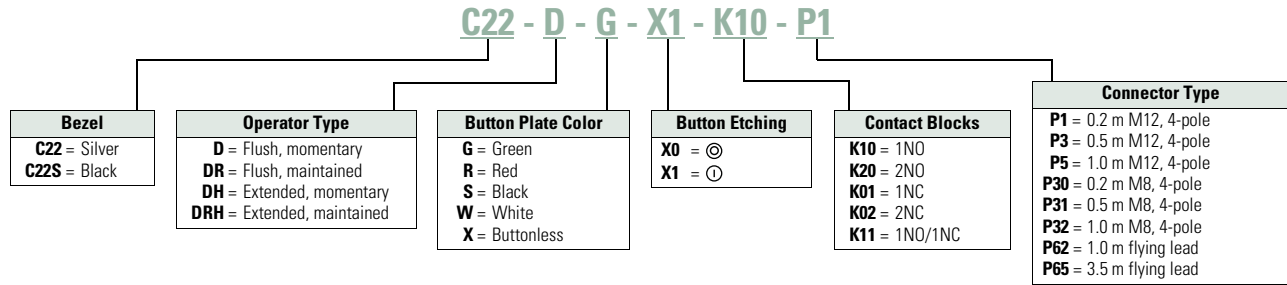 C22 - D - G - X1 - K10 - P1
Bezel
C22 = Silver
C22S = Black
Operator Type
D = Flush, momentary
DR = Flush, maintained
DH = Extended, momentary
DRH = Extended, maintained
Button Plate Color
G = Green
R = Red
S = Black
W = White
X = Buttonless
Button Etching
X0 = ◎
X1 = ⏼
Contact Blocks
K10 = 1NO
K20 = 2NO
K01 = 1NC
K02 = 2NC
K11 = 1NO/1NC
Connector Type
P1 = 0.2 m M12, 4-pole
P3 = 0.5 m M12, 4-pole
P5 = 1.0 m M12, 4-pole
P30 = 0.2 m M8, 4-pole
P31 = 0.5 m M8, 4-pole
P32 = 1.0 m M8, 4-pole
P62 = 1.0 m flying lead
P65 = 3.5 m flying lead